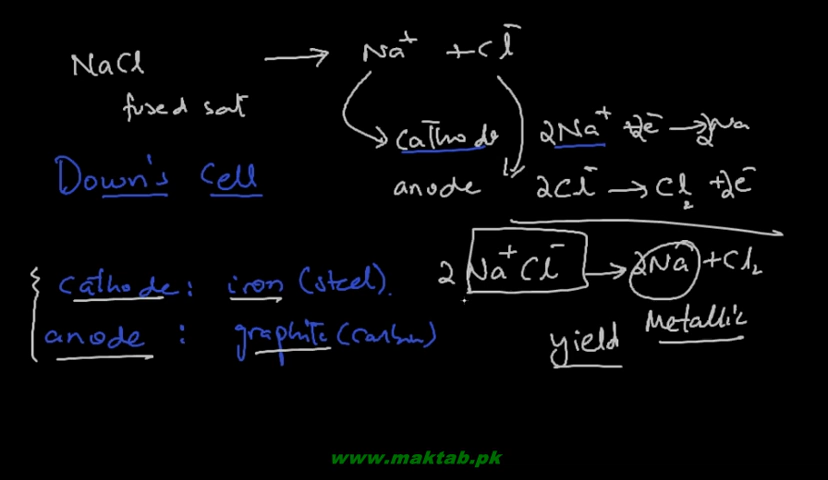 NaCl → Na⁺ + Cl⁻
fused salt
cathode 2Na⁺ + 2e⁻ → 2Na
Down's Cell
anode 2Cl⁻ → Cl₂ + 2e⁻
2 Na⁺Cl⁻ → 2Na + Cl₂
cathode : iron (steel).
Metallic
anode : graphite (carbon)
yield
www.maktab.pk